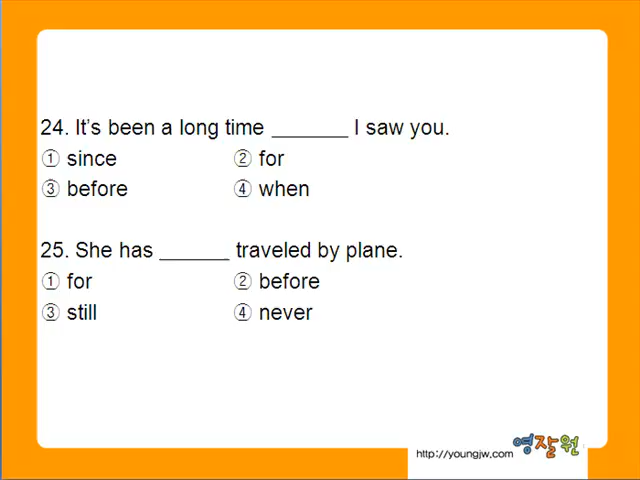 24. It's been a long time _______ I saw you.
① since ② for
③ before ④ when
25. She has ______ traveled by plane.
① for ② before
③ still ④ never
http://youngjw.com 영잘원